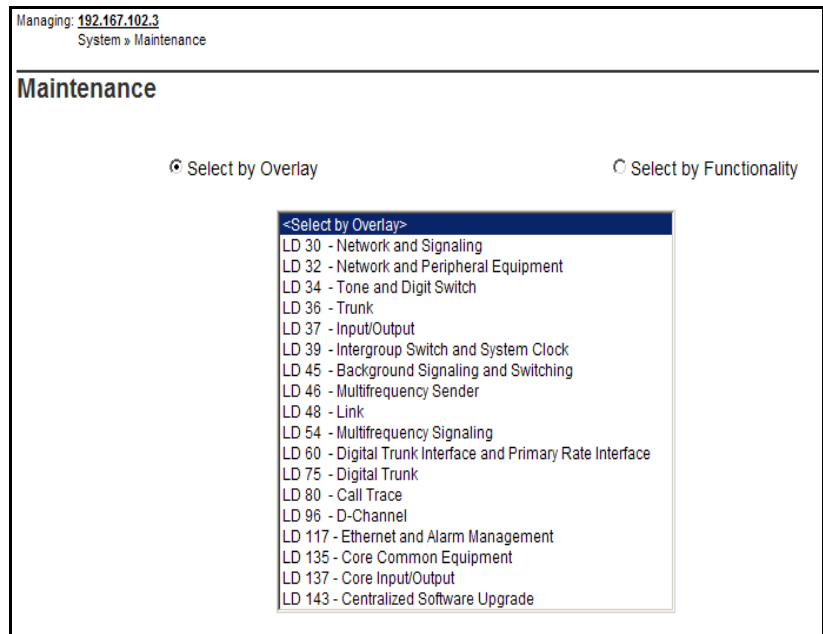 Managing: 192.167.102.3
System » Maintenance
Maintenance
Select by Overlay
Select by Functionality
<Select by Overlay>
LD 30 - Network and Signaling
LD 32 - Network and Peripheral Equipment
LD 34 - Tone and Digit Switch
LD 36 - Trunk
LD 37 - Input/Output
LD 39 - Intergroup Switch and System Clock
LD 45 - Background Signaling and Switching
LD 46 - Multifrequency Sender
LD 48 - Link
LD 54 - Multifrequency Signaling
LD 60 - Digital Trunk Interface and Primary Rate Interface
LD 75 - Digital Trunk
LD 80 - Call Trace
LD 96 - D-Channel
LD 117 - Ethernet and Alarm Management
LD 135 - Core Common Equipment
LD 137 - Core Input/Output
LD 143 - Centralized Software Upgrade